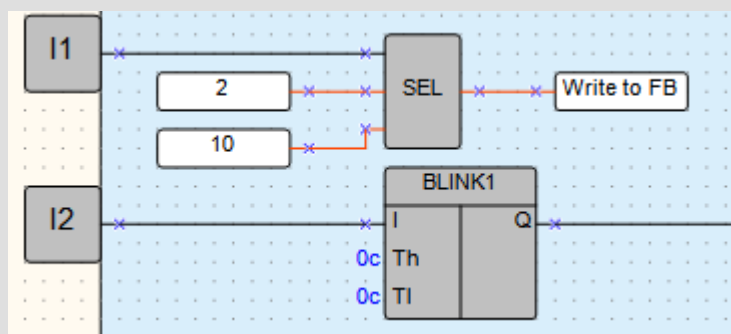 I1
2
SEL
Write to FB
10
BLINK1
I2
I
Q
0c Th
0c Tl